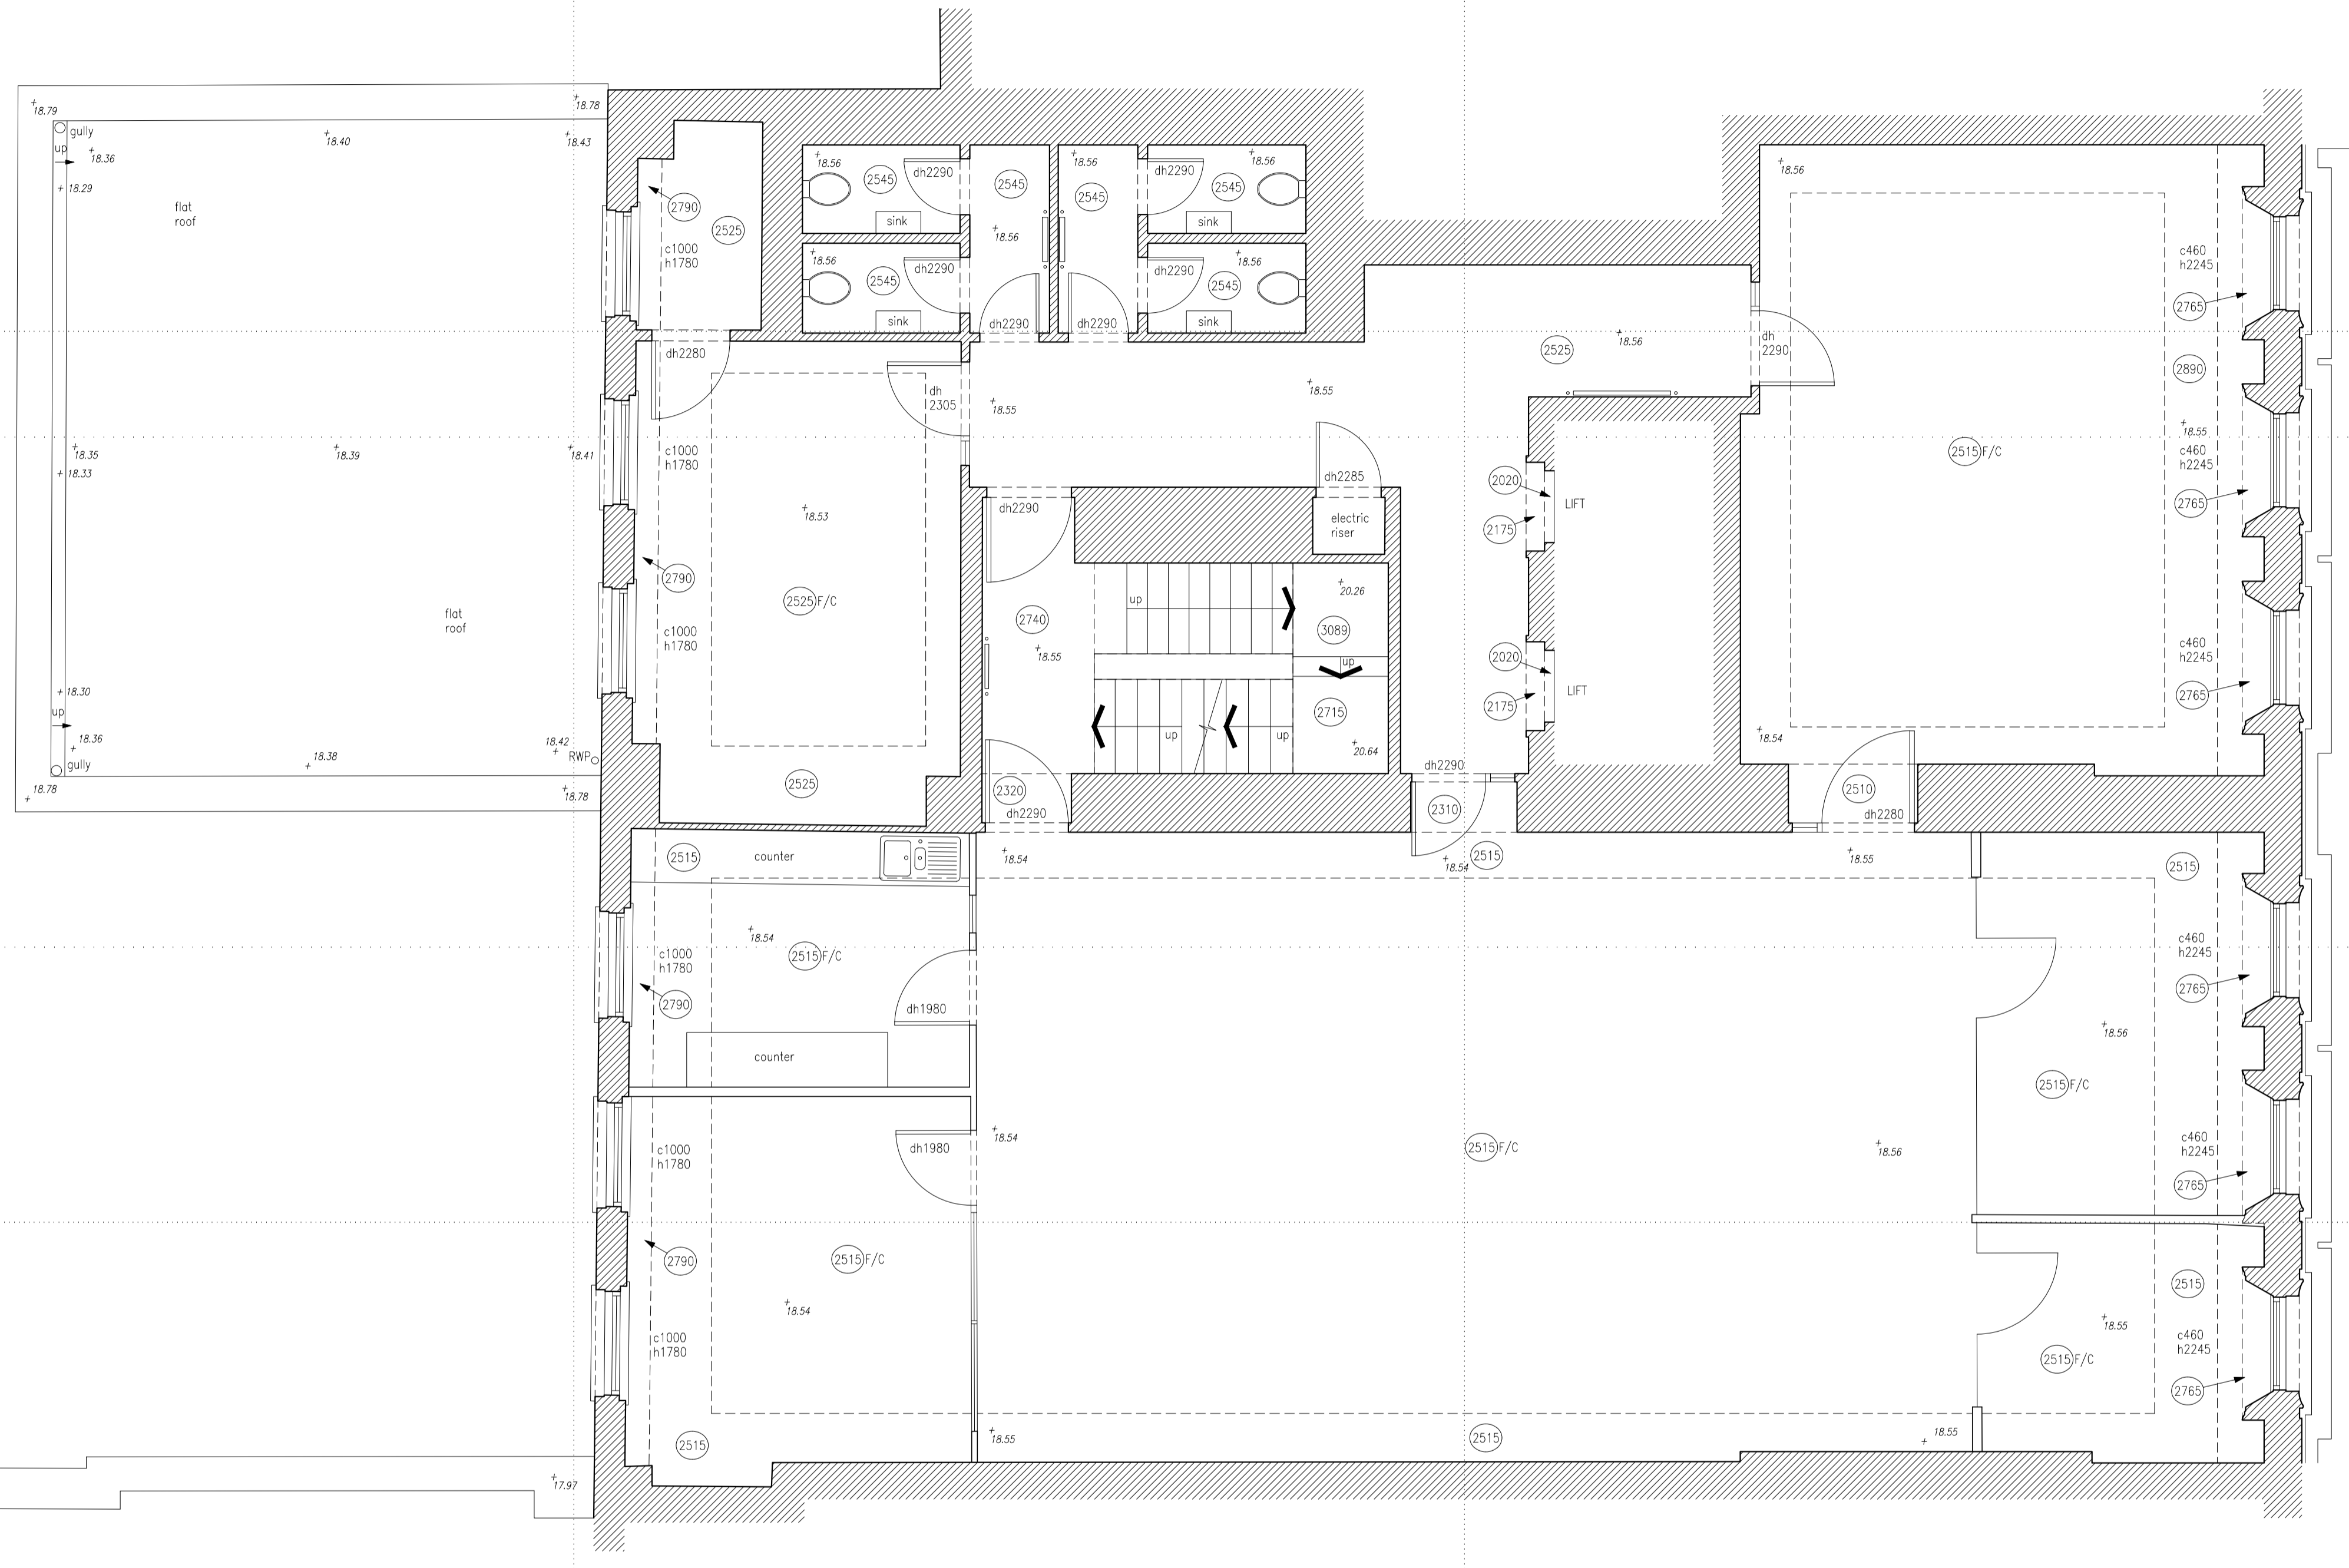 18.79
18.78
gully
18.40
18.43
up
18.36
18.29
flat
roof
18.35
18.33
18.39
18.41
flat
roof
18.30
up
18.36
gully
18.38
18.42
RWP
18.78
18.78
2790
2525
c1000
h1780
dh2280
18.56
2545
dh2290
sink
18.56
2545
dh2290
sink
2545
18.56
dh2290
18.56
2545
dh2290
dh2290
18.56
2545
sink
dh2290
18.56
2545
sink
dh
2305
18.55
18.55
c1000
h1780
18.53
2790
2525 F/C
c1000
h1780
2525
2525
18.56
dh
2290
dh2285
electric
riser
dh2290
2740
18.55
up
20.26
3089
up
2715
20.64
up
up
2320
dh2290
2020
LIFT
2175
2020
LIFT
2175
dh2290
2310
18.56
c460
h2245
2765
2890
18.55
c460
h2245
2515 F/C
2765
c460
h2245
2765
18.54
2510
dh2280
2515
counter
18.54
2515 F/C
c1000
h1780
2790
dh1980
counter
18.54
18.54
2515
18.55
2515
c460
h2245
2765
18.56
2515 F/C
c460
h2245
2765
c1000
h1780
dh1980
18.54
2515 F/C
18.56
2790
2515 F/C
18.54
c1000
h1780
2515
18.55
2515
18.55
2515
18.55
c460
h2245
2515 F/C
2765
17.97